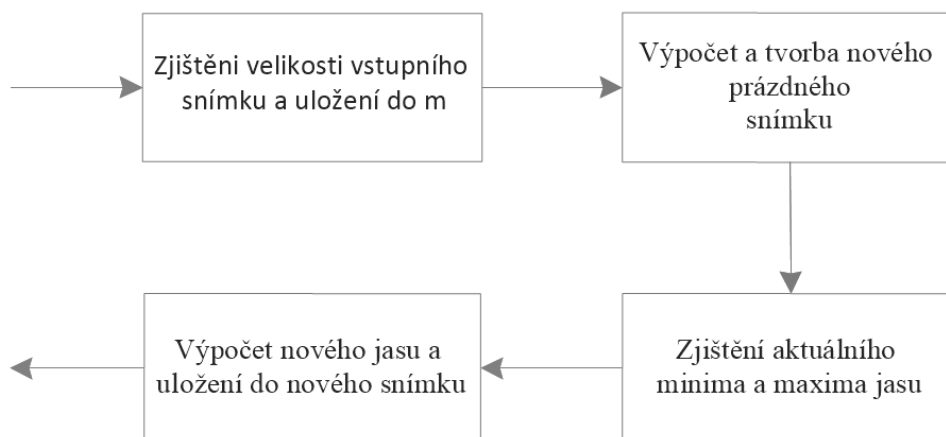 Zjištěni velikosti vstupního
snímku a uložení do m
Výpočet a tvorba nového
prázdného
snímku
Zjištění aktuálního
minima a maxima jasu
Výpočet nového jasu a
uložení do nového snímku